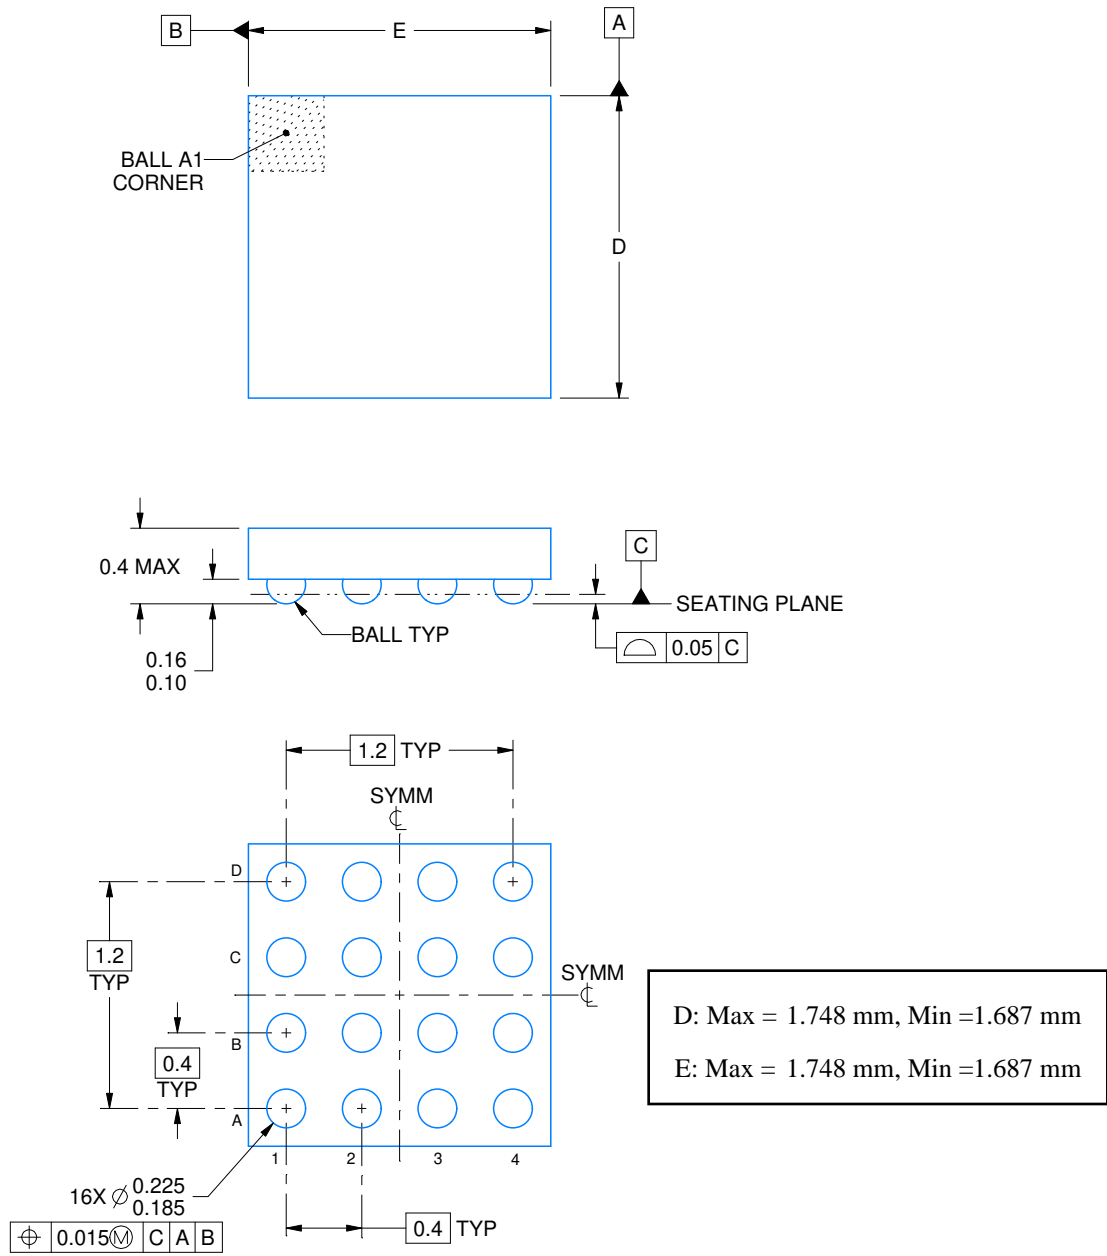 B
E
A
BALL A1
CORNER
D
0.4 MAX
C
SEATING PLANE
BALL TYP
0.16
0.10
0.05 C
1.2 TYP
SYMM
D
C
1.2
TYP
SYMM
B
0.4
TYP
A
1 2 3 4
D: Max = 1.748 mm, Min =1.687 mm
E: Max = 1.748 mm, Min =1.687 mm
16X ∅ 0.225
0.185
0.4 TYP
⌖ 0.015Ⓜ C A B